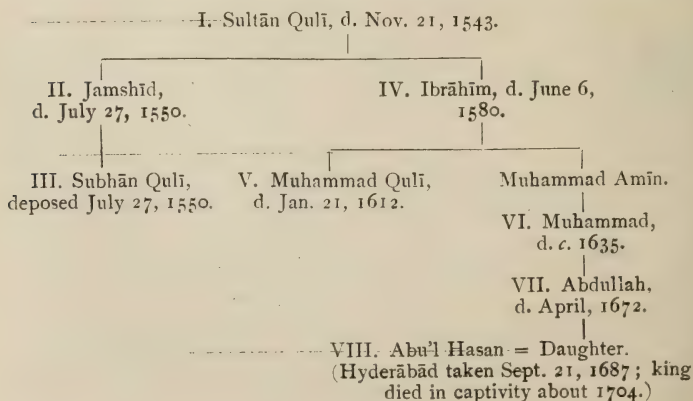 I. Sultān Qulī, d. Nov. 21, 1543.
II. Jamshīd,
d. July 27, 1550.
IV. Ibrāhīm, d. June 6,
1580.
III. Subhān Qulī,
deposed July 27, 1550.
V. Muhammad Qulī,
d. Jan. 21, 1612.
Muhammad Amīn.
VI. Muhammad,
d. c. 1635.
VII. Abdullah,
d. April, 1672.
VIII. Abu'l Hasan = Daughter.
(Hyderābād taken Sept. 21, 1687 ; king
died in captivity about 1704.)